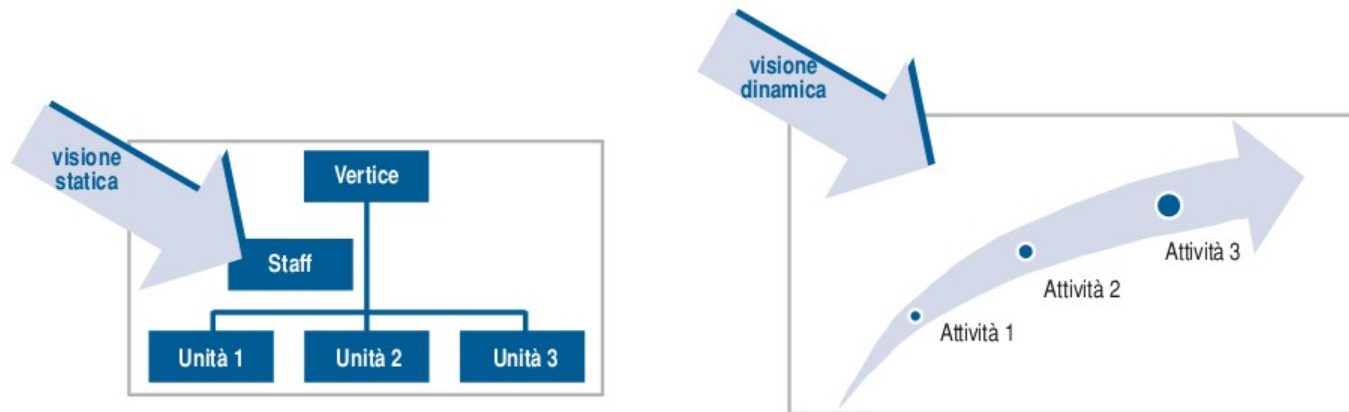 visione
statica
Vertice
Staff
Unità 1
Unità 2
Unità 3
visione
dinamica
Attività 1
Attività 2
Attività 3